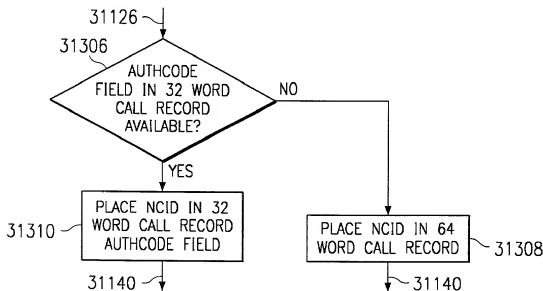 31126
31306
AUTHCODE
FIELD IN 32 WORD
CALL RECORD
AVAILABLE?
NO
YES
PLACE NCID IN 32
WORD CALL RECORD
AUTHCODE FIELD
31310
PLACE NCID IN 64
WORD CALL RECORD
31308
31140
31140